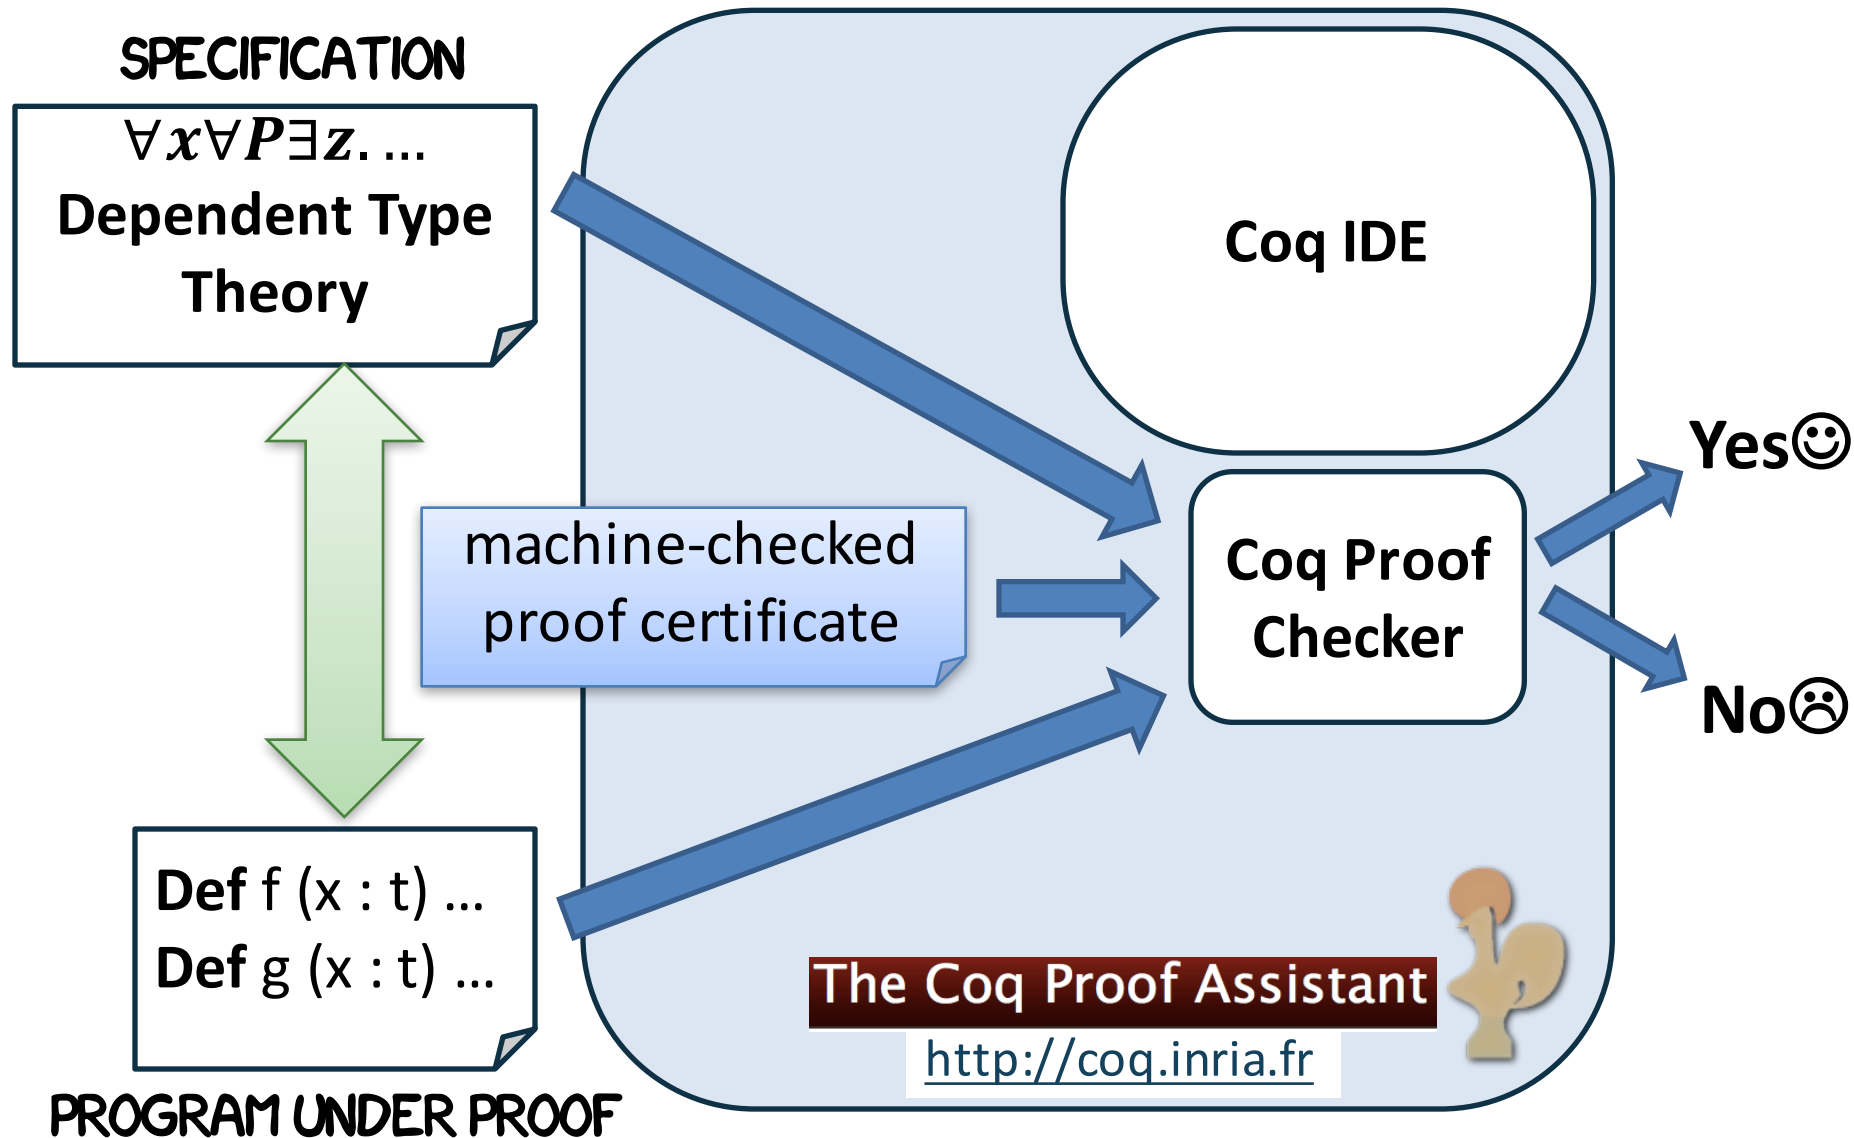 SPECIFICATION
∀x∀P∃z. ...
Dependent Type
Theory
Coq IDE
Yes☺
machine-checked
proof certificate
Coq Proof
Checker
No☹
Def f (x : t) ...
Def g (x : t) ...
The Coq Proof Assistant
http://coq.inria.fr
PROGRAM UNDER PROOF